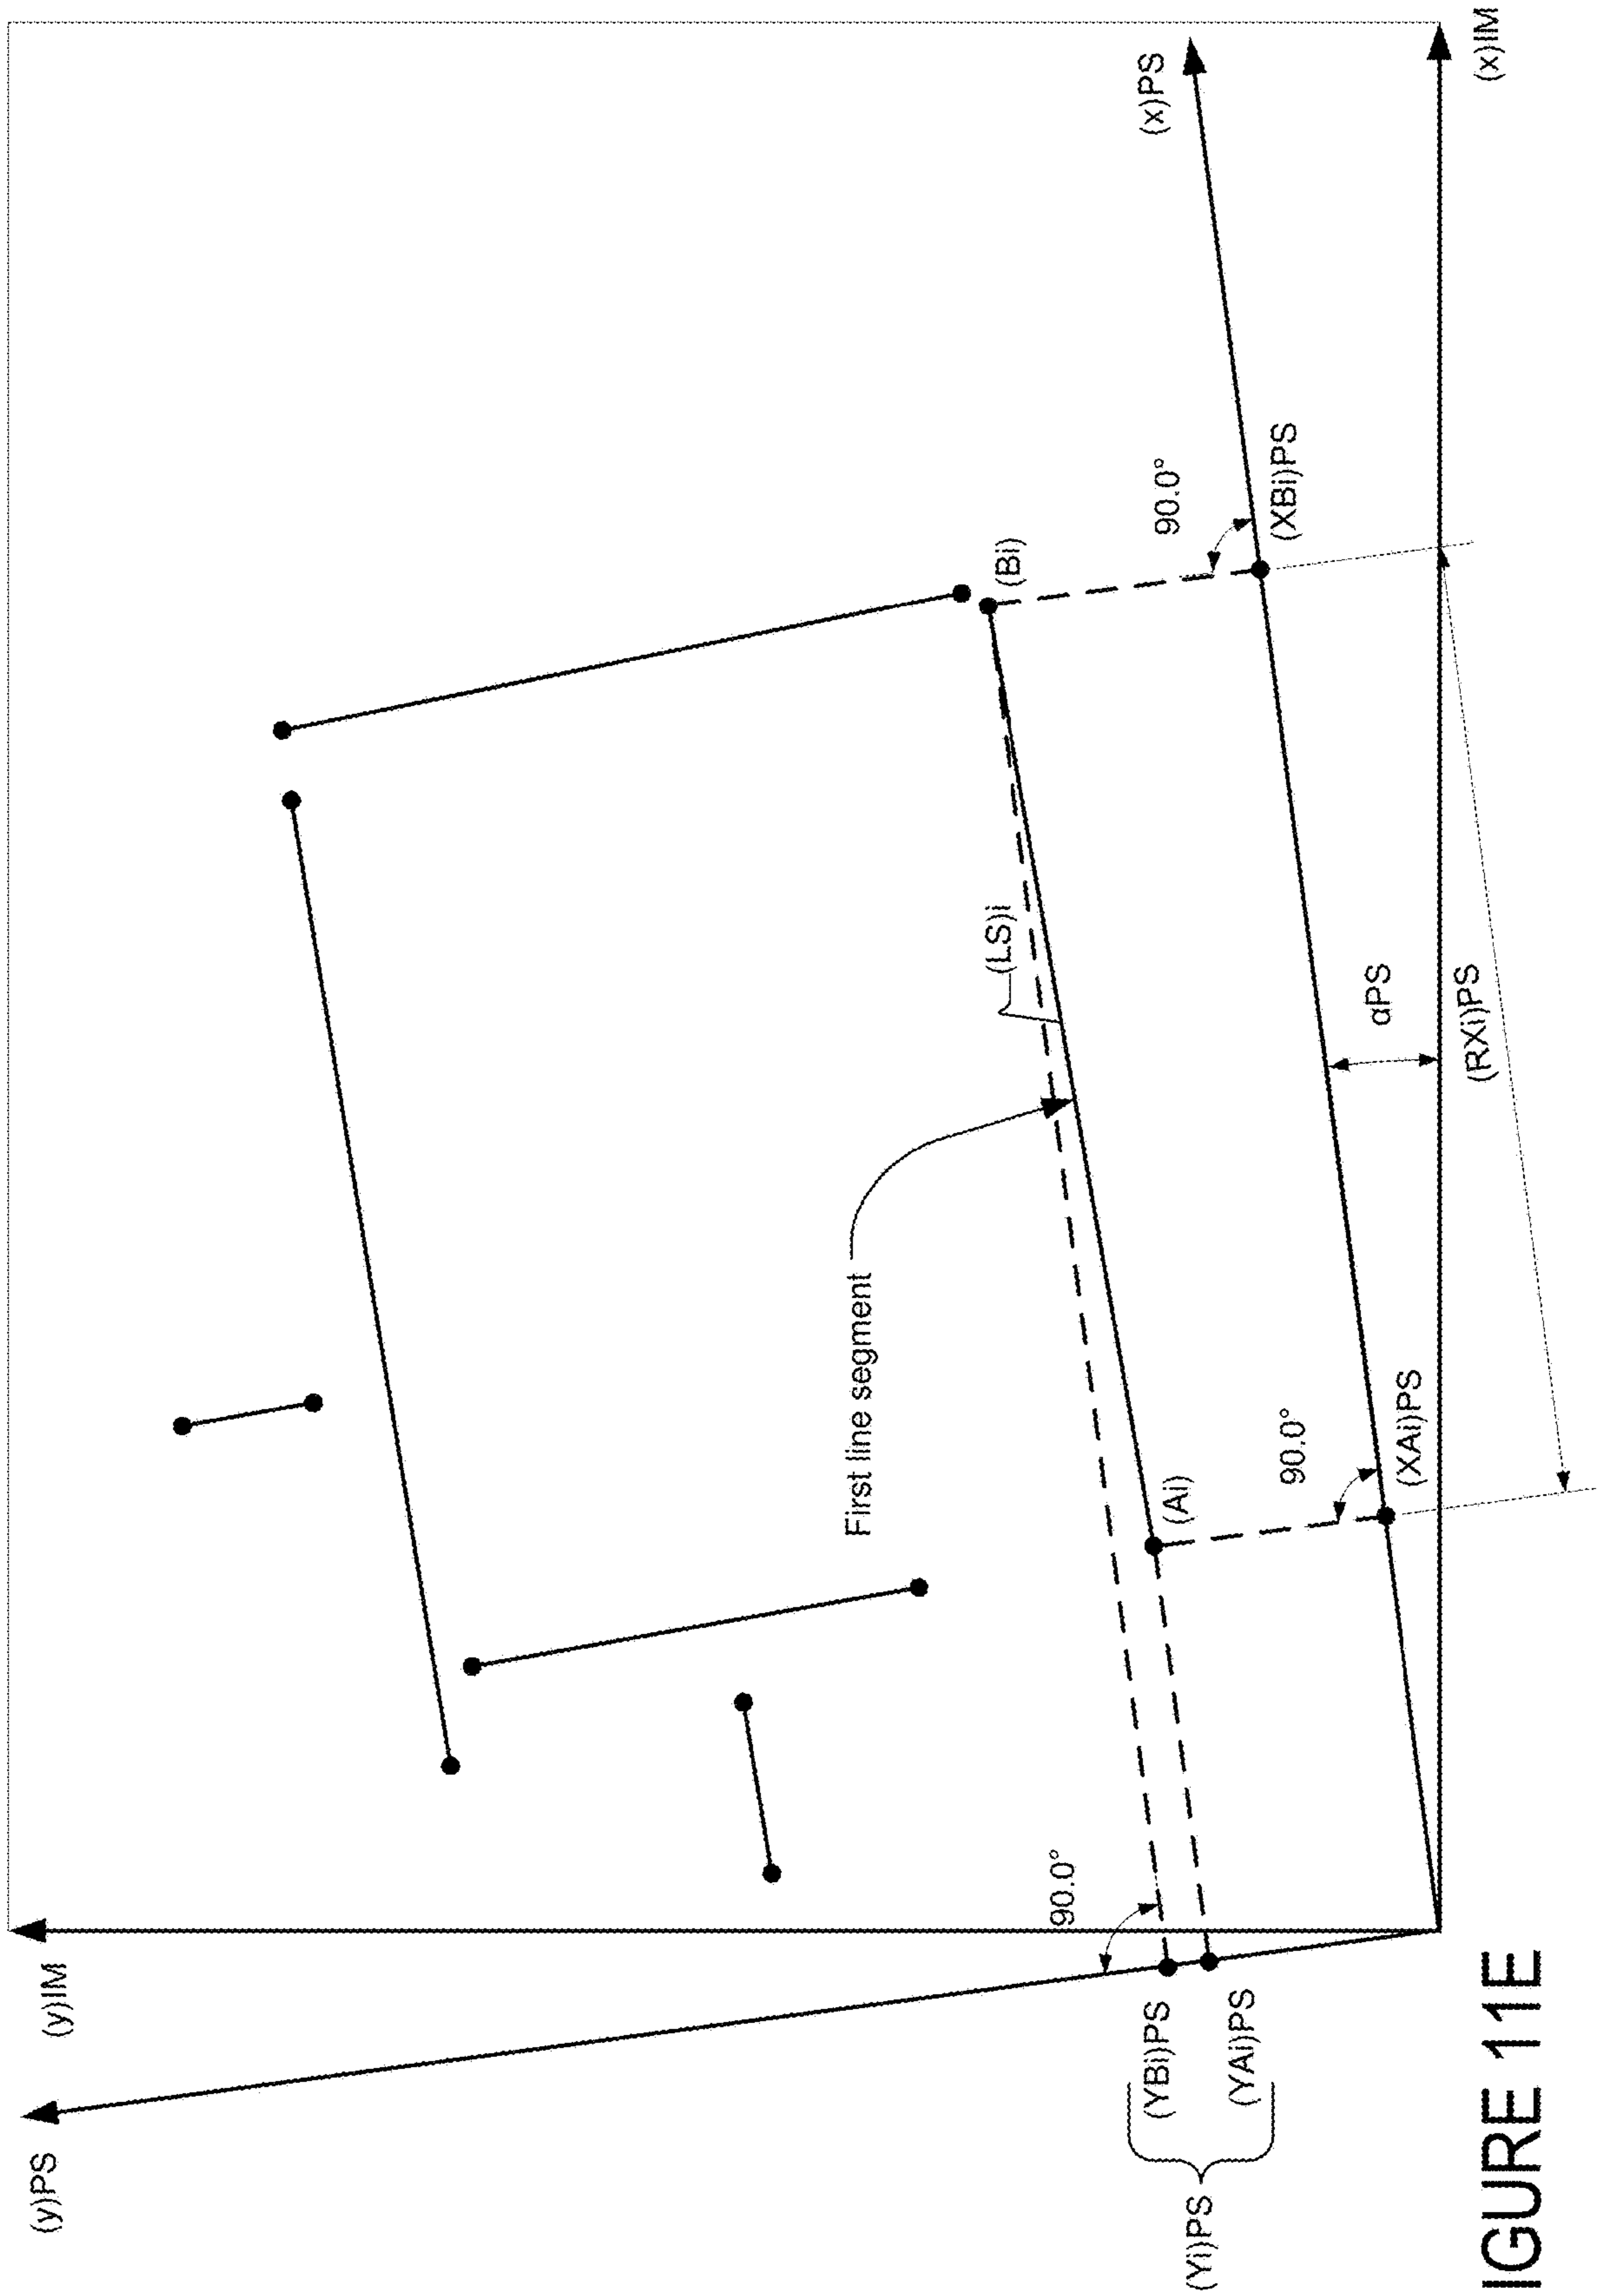 (y)PS
(y)IM
First line segment
(LS)i
(Bi)
(x)PS
90.0°
(Ai)
90.0°
90.0°
(XBi)PS
(YBi)PS
(YAi)PS
(Yi)PS
(XAi)PS
αPS
(RXi)PS
(x)IM
IGURE 11E